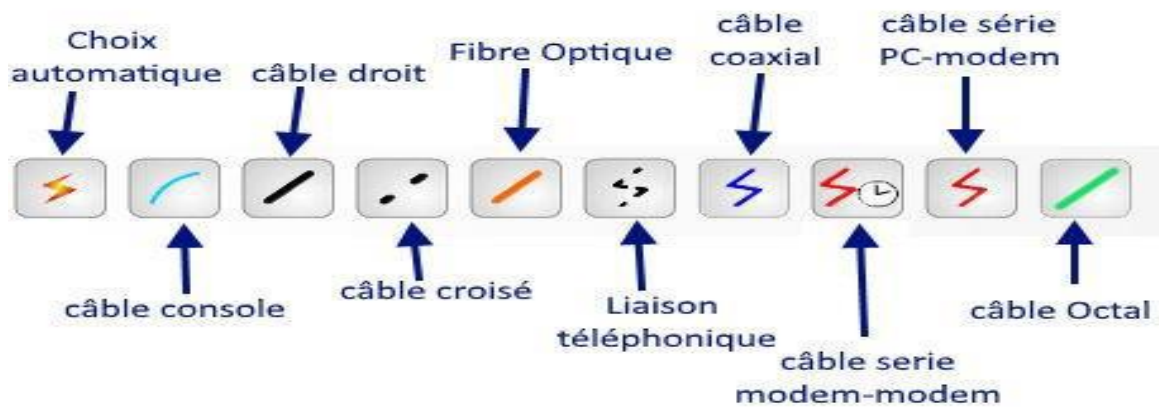 Choix
automatique
câble droit
Fibre Optique
câble
coaxial
câble série
PC-modem
câble console
câble croisé
Liaison
téléphonique
câble serie
modem-modem
câble Octal